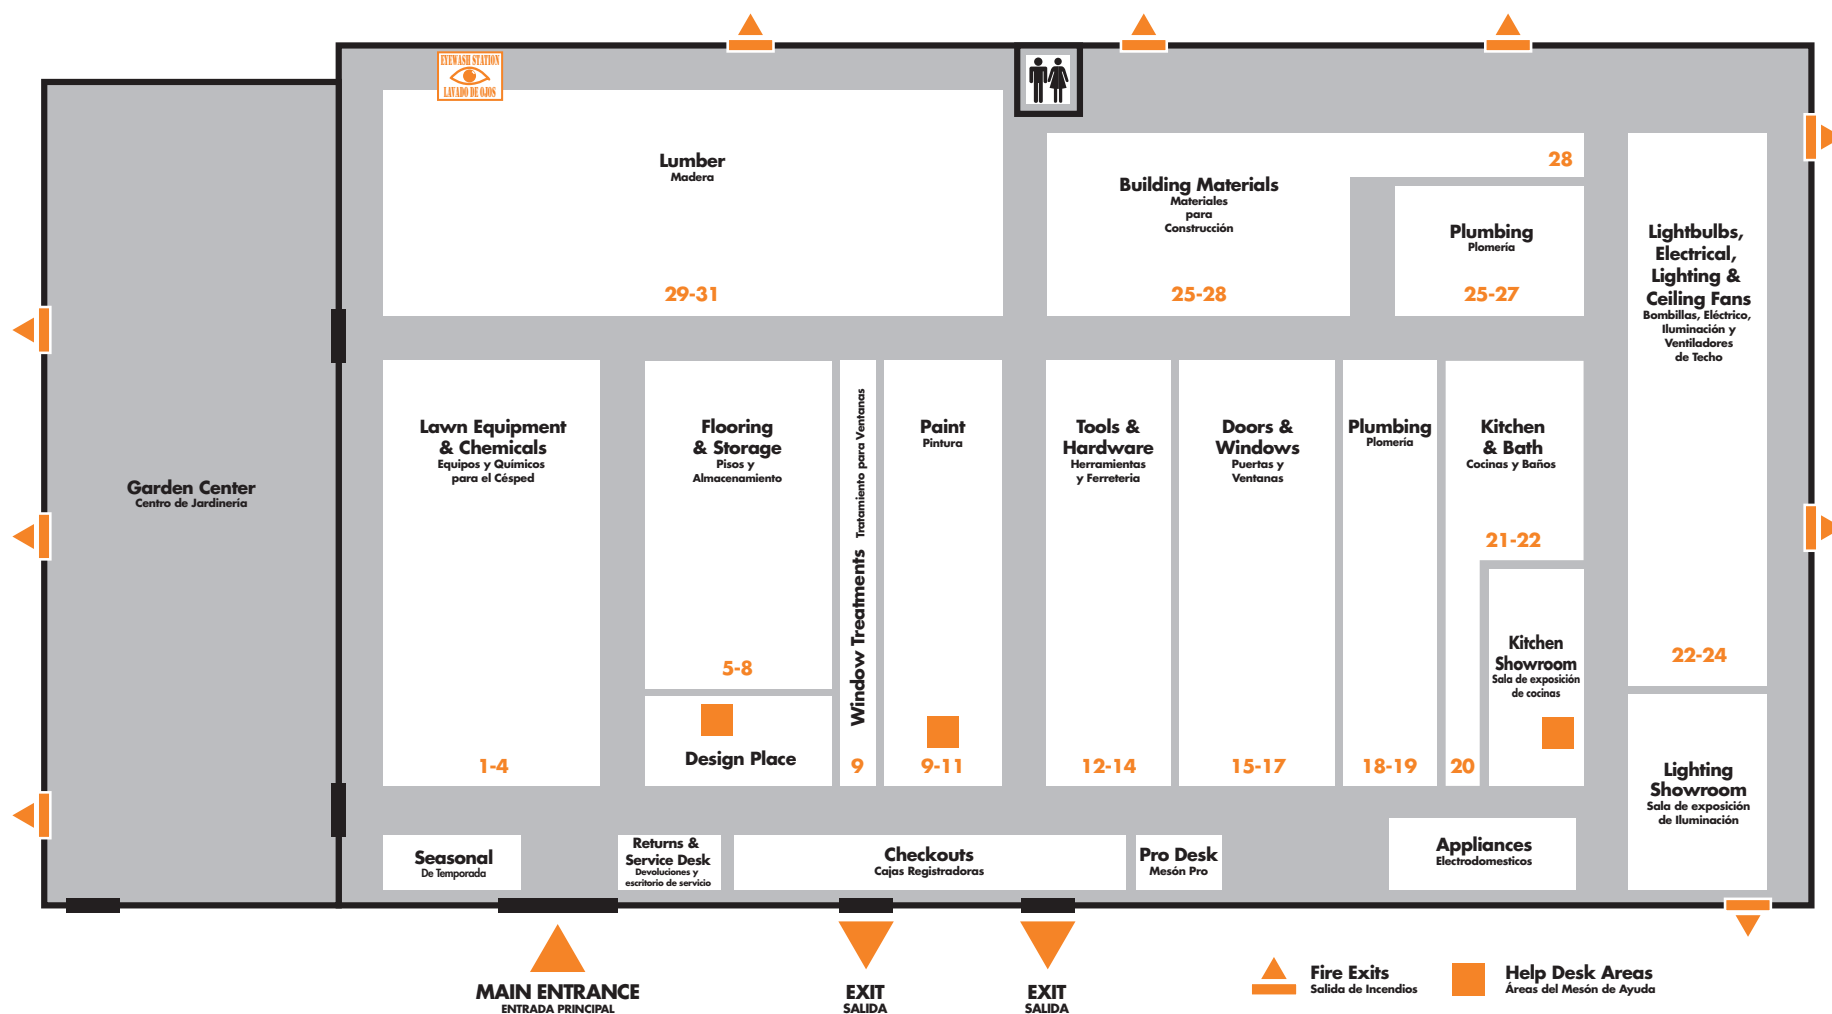 EYEWASH STATION
LAVADO DE OJOS
Lumber
Madera
29-31
Building Materials
Materiales
para
Construcción
25-28
28
Plumbing
Plomería
25-27
Lightbulbs,
Electrical,
Lighting &
Ceiling Fans
Bombillas, Eléctrico,
Iluminación y
Ventiladores
de Techo
22-24
Garden Center
Centro de Jardinería
Lawn Equipment
& Chemicals
Equipos y Químicos
para el Césped
1-4
Flooring
& Storage
Pisos y
Almacenamiento
5-8
Design Place
Window Treatments Tratamiento para Ventanas
9
Paint
Pintura
9-11
Tools &
Hardware
Herramientas
y Ferreteria
12-14
Doors &
Windows
Puertas y
Ventanas
15-17
Plumbing
Plomería
18-19
Kitchen
& Bath
Cocinas y Baños
21-22
20
Kitchen
Showroom
Sala de exposición
de cocinas
Lighting
Showroom
Sala de exposición
de Iluminación
Seasonal
De Temporada
Returns &
Service Desk
Devoluciones y
escritorio de servicio
Checkouts
Cajas Registradoras
Pro Desk
Mesón Pro
Appliances
Electrodomesticos
MAIN ENTRANCE
ENTRADA PRINCIPAL
EXIT
SALIDA
EXIT
SALIDA
Fire Exits
Salida de Incendios
Help Desk Areas
Áreas del Mesón de Ayuda